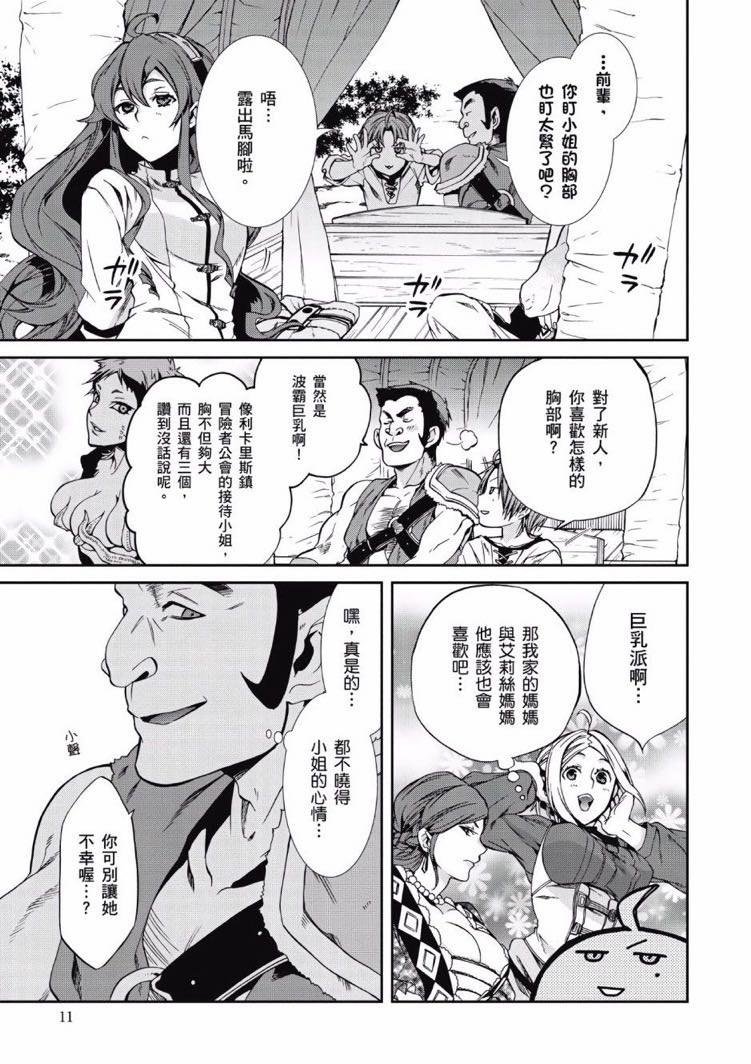 …前輩，
你盯小姐的胸部
也盯太緊了吧？
唔…
露出馬腳啦。
ガラ
ガラ
對了新人，
你喜歡怎樣的
胸部啊？
當然是
波霸巨乳啊！
像利卡里斯鎮
冒險者公會的接待小姐，
胸不但夠大
而且還有三個，
讚到沒話說呢。
巨乳派啊…
那我家的媽媽
與艾莉絲媽媽
他應該也會
喜歡吧…
嘿，真是的…
都不曉得
小姐的心情…
小聲
你可別讓她
不幸喔…？
11